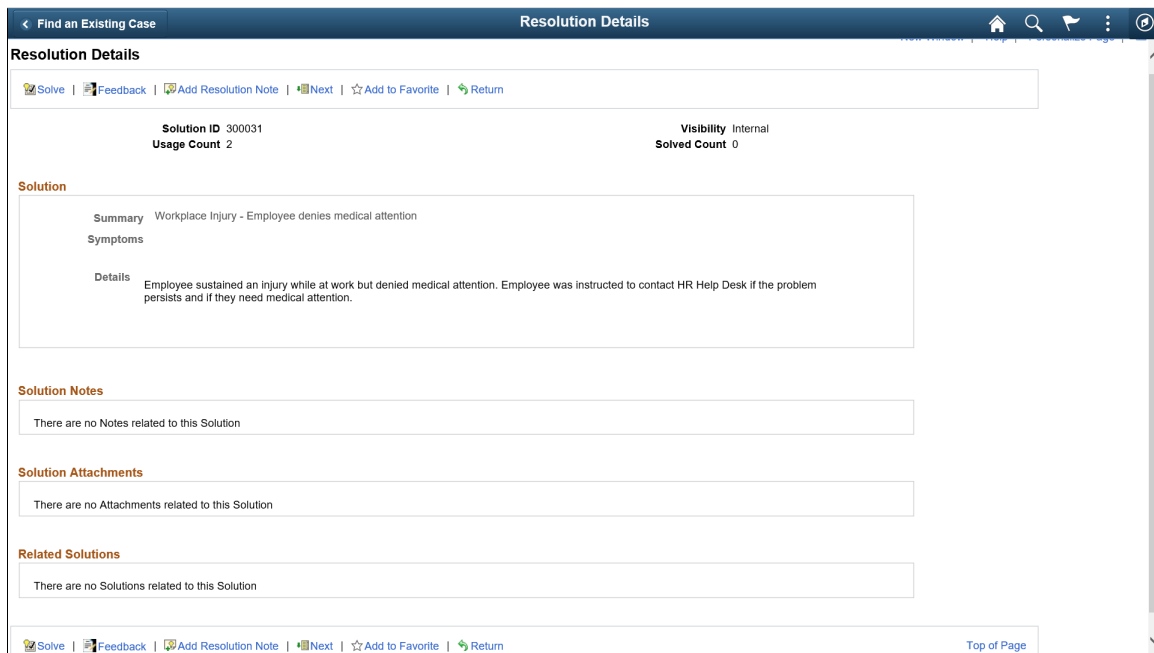 Find an Existing Case
Resolution Details
New Window | Help | Personalize Page |
Resolution Details
Solve | Feedback | Add Resolution Note | Next | Add to Favorite | Return
Solution ID 300031 Visibility Internal
Usage Count 2 Solved Count 0
Solution
Summary Workplace Injury - Employee denies medical attention
Symptoms
Details Employee sustained an injury while at work but denied medical attention. Employee was instructed to contact HR Help Desk if the problem
persists and if they need medical attention.
Solution Notes
There are no Notes related to this Solution
Solution Attachments
There are no Attachments related to this Solution
Related Solutions
There are no Solutions related to this Solution
Solve | Feedback | Add Resolution Note | Next | Add to Favorite | Return Top of Page